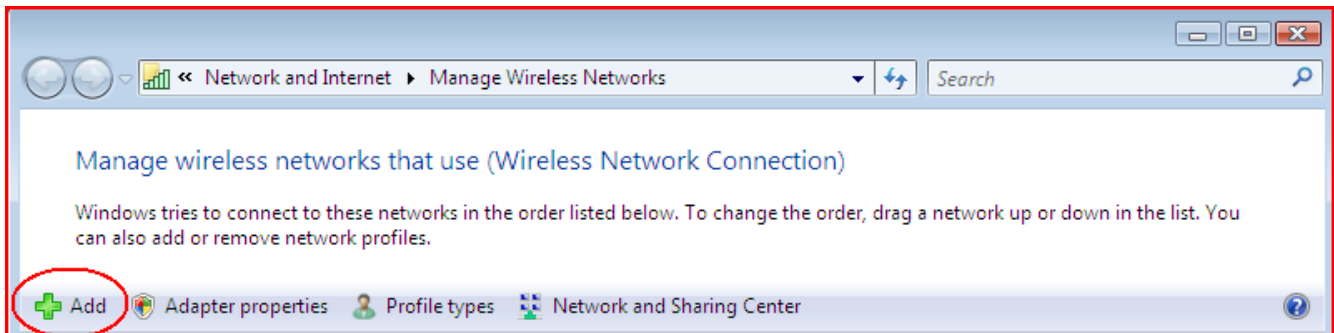 « Network and Internet ▸ Manage Wireless Networks
Search
Manage wireless networks that use (Wireless Network Connection)
Windows tries to connect to these networks in the order listed below. To change the order, drag a network up or down in the list. You
can also add or remove network profiles.
Add Adapter properties Profile types Network and Sharing Center